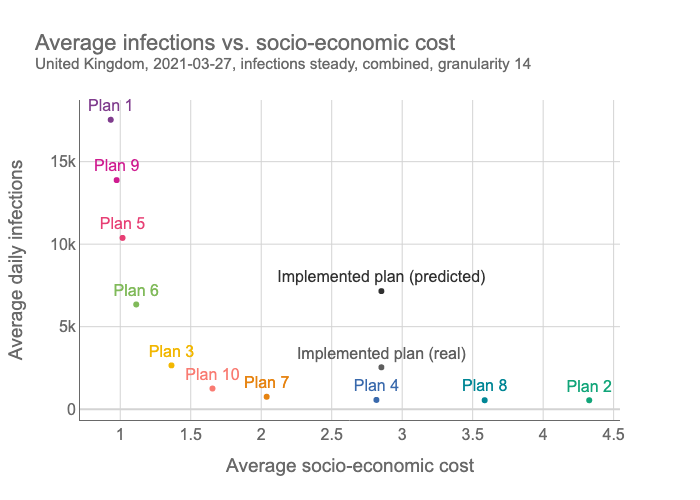 Average infections vs. socio-economic cost
United Kingdom, 2021-03-27, infections steady, combined, granularity 14
Plan 1
15k
Plan 9
Plan 5
10k
Implemented plan (predicted)
Plan 6
5k
Plan 3
Implemented plan (real)
Plan 10
Plan 7
Plan 4
Plan 8
Plan 2
0
1
1.5
2
2.5
3
3.5
4
4.5
Average socio-economic cost
Average daily infections